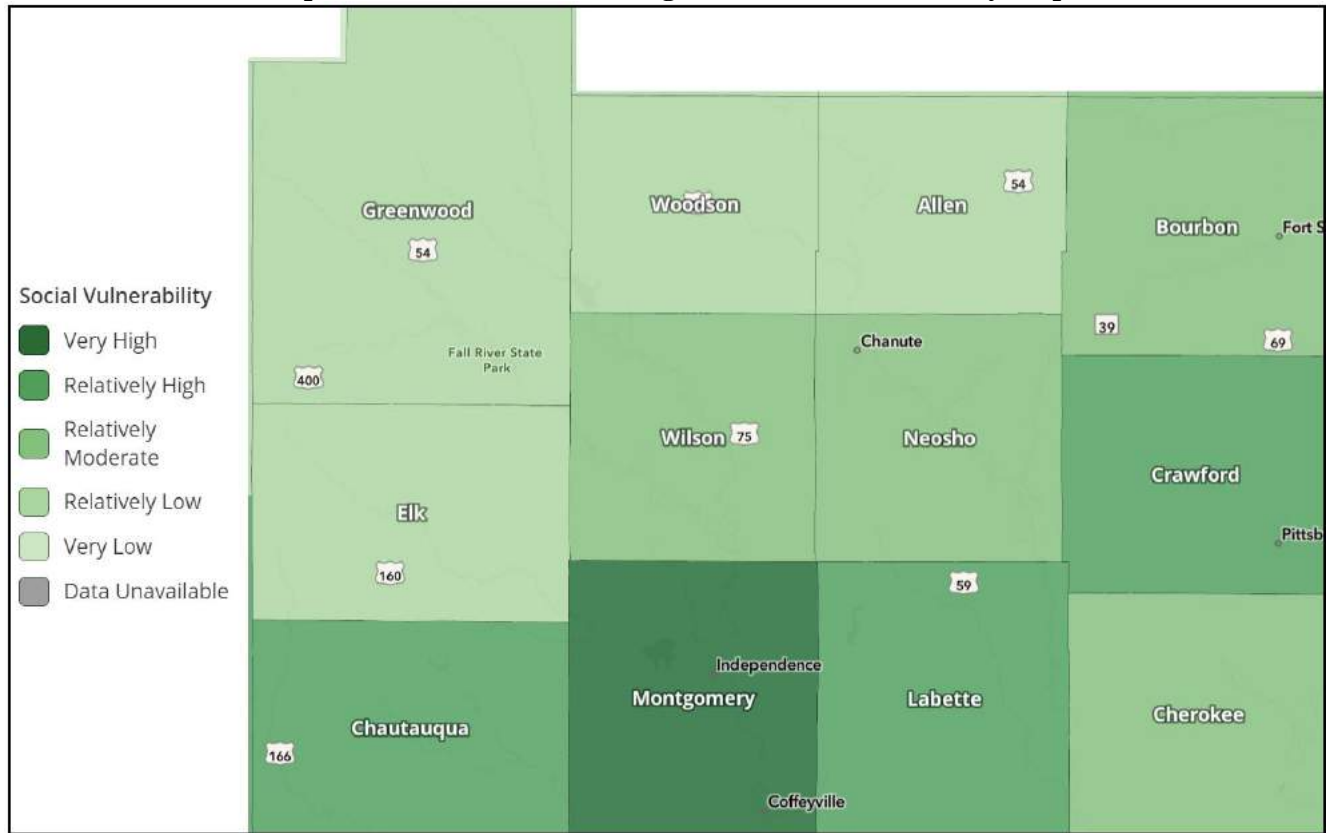 Greenwood
Woodson
Allen
54
Bourbon
Fort S
54
Social Vulnerability
Very High
Relatively High
Relatively
Moderate
Relatively Low
Very Low
Data Unavailable
Fall River State
Park
400
39
69
Chanute
Wilson
75
Neosho
Crawford
Pittsb
Elk
160
59
Independence
Montgomery
Labette
Cherokee
Chautauqua
166
Coffeyville